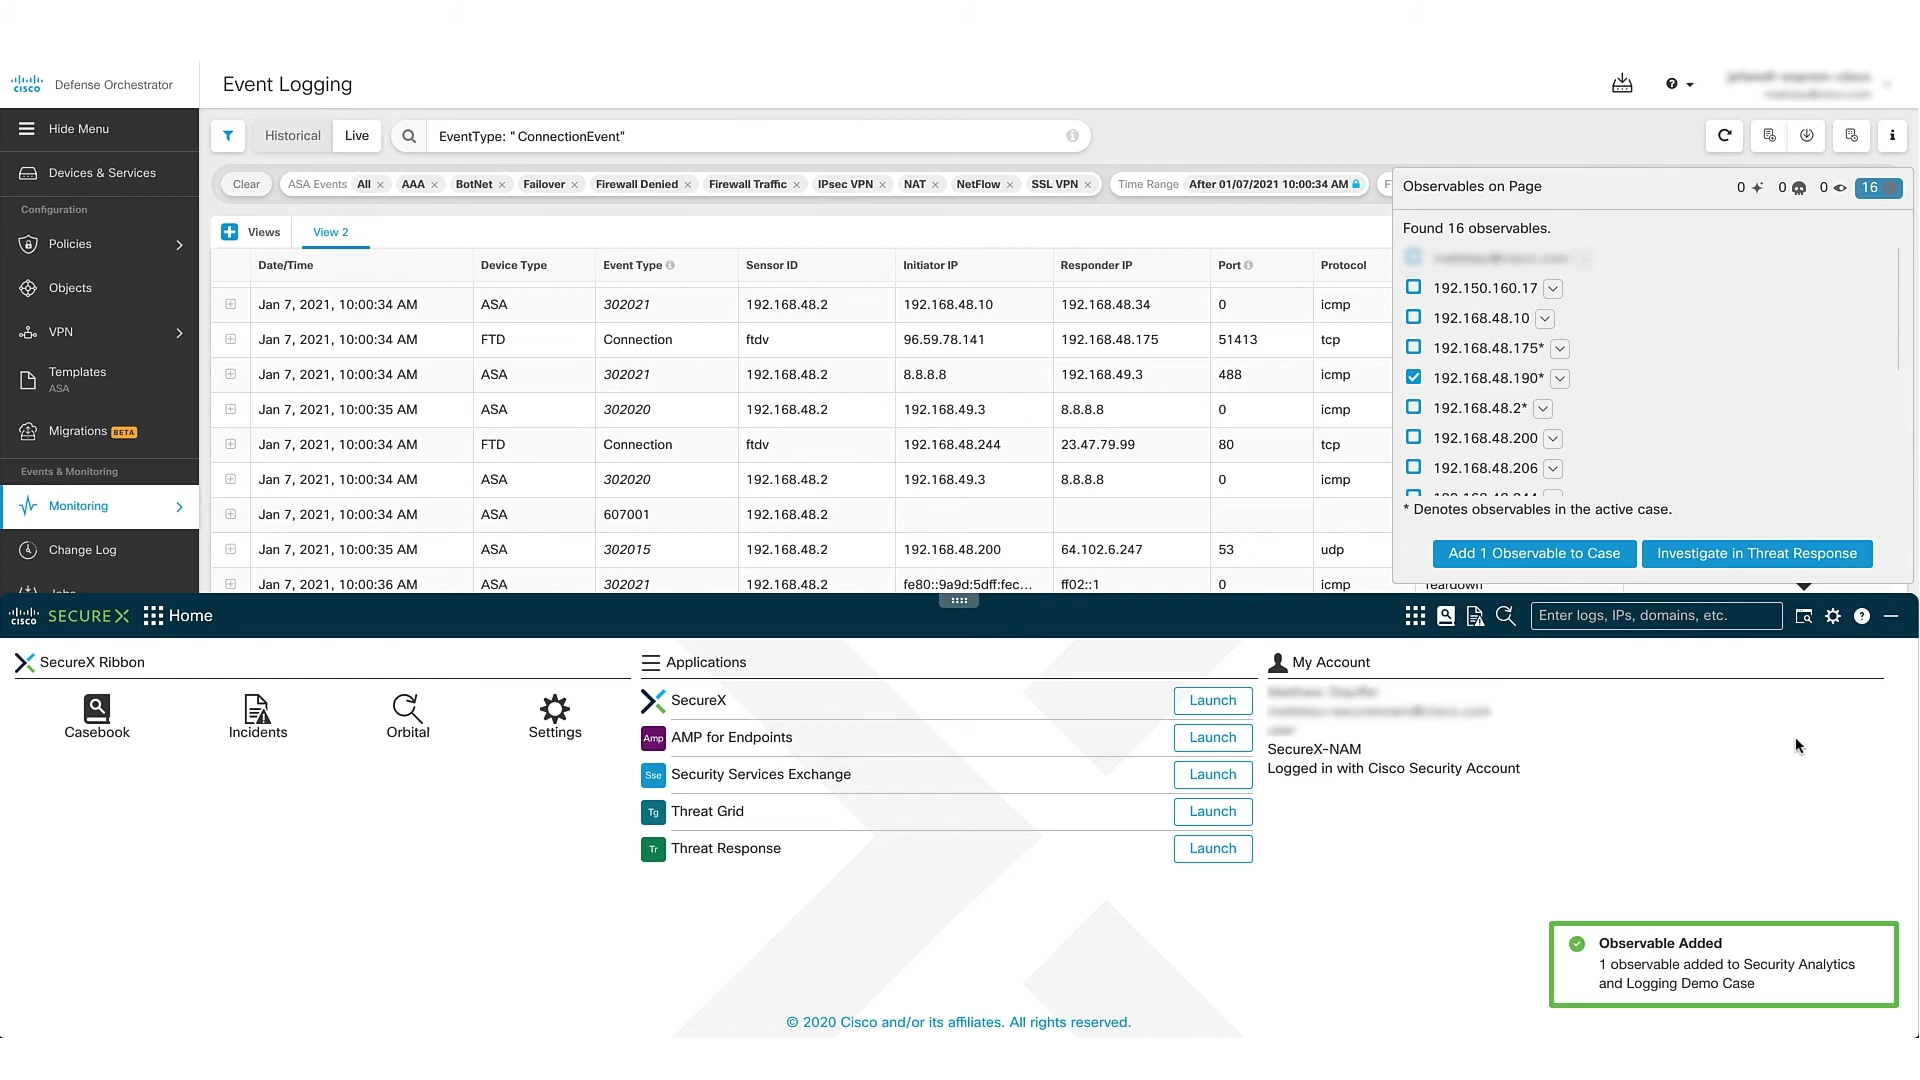 CISCO Defense Orchestrator
Event Logging
Hide Menu
Devices & Services
Configuration
Policies
Objects
VPN
Templates
ASA
Migrations BETA
Events & Monitoring
Monitoring
Change Log
Jobs
Historical Live EventType: "ConnectionEvent"
Clear ASA Events All AAA BotNet Failover Firewall Denied Firewall Traffic IPsec VPN NAT NetFlow SSL VPN Time Range After 01/07/2021 10:00:34 AM
Views View 2
Date/Time Device Type Event Type Sensor ID Initiator IP Responder IP Port Protocol
Jan 7, 2021, 10:00:34 AM ASA 302021 192.168.48.2 192.168.48.10 192.168.48.34 0 icmp
Jan 7, 2021, 10:00:34 AM FTD Connection ftdv 96.59.78.141 192.168.48.175 51413 tcp
Jan 7, 2021, 10:00:34 AM ASA 302021 192.168.48.2 8.8.8.8 192.168.49.3 488 icmp
Jan 7, 2021, 10:00:35 AM ASA 302020 192.168.48.2 192.168.49.3 8.8.8.8 0 icmp
Jan 7, 2021, 10:00:34 AM FTD Connection ftdv 192.168.48.244 23.47.79.99 80 tcp
Jan 7, 2021, 10:00:34 AM ASA 302020 192.168.48.2 192.168.49.3 8.8.8.8 0 icmp
Jan 7, 2021, 10:00:34 AM ASA 607001 192.168.48.2
Jan 7, 2021, 10:00:35 AM ASA 302015 192.168.48.2 192.168.48.200 64.102.6.247 53 udp
Jan 7, 2021, 10:00:36 AM ASA 302021 192.168.48.2 fe80::9a9d:5dff:fec... ff02::1 0 icmp Teardown
Observables on Page 0 0 0 16
Found 16 observables.
192.150.160.17
192.168.48.10
192.168.48.175*
192.168.48.190*
192.168.48.2*
192.168.48.200
192.168.48.206
192.168.48.244
* Denotes observables in the active case.
Add 1 Observable to Case Investigate in Threat Response
CISCO SECUREX Home Enter logs, IPs, domains, etc.
SecureX Ribbon
Casebook Incidents Orbital Settings
Applications
SecureX Launch
Amp AMP for Endpoints Launch
Sse Security Services Exchange Launch
Tg Threat Grid Launch
Tr Threat Response Launch
My Account
SecureX-NAM
Logged in with Cisco Security Account
Observable Added
1 observable added to Security Analytics
and Logging Demo Case
© 2020 Cisco and/or its affiliates. All rights reserved.